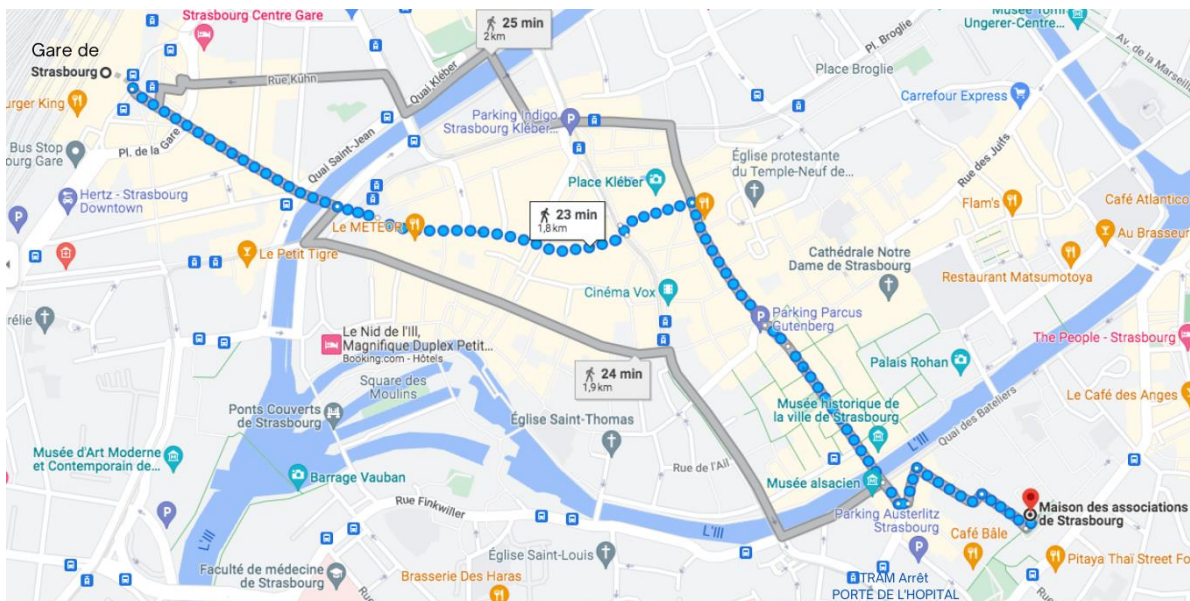 Strasbourg Centre Gare
25 min
2 km
Musée Tomi
Ungerer-Centre...
Pl. Broglie
Av. de la Marseilla
Gare de
Strasbourg
Rue Kühn
Quai Kléber
Place Broglie
urger King
Parking Indigo
Strasbourg Kléber...
Carrefour Express
Pl. de la Gare
Quai Saint-Jean
Bus Stop
ourg Gare
Église protestante
du Temple-Neuf de...
Rue des Juifs
Place Kléber
Hertz - Strasbourg
Downtown
Flam's
Café Atlantico
23 min
1,8 km
Le METEOR
Au Brasseur
Le Petit Tigre
Cathédrale Notre
Dame de Strasbourg
Restaurant Matsumotoya
Cinéma Vox
rélie
Parking Parcus
Gutenberg
Le Nid de l'Ill,
Magnifique Duplex Petit...
Booking.com - Hôtels
The People - Strasbourg
24 min
1,9 km
Palais Rohan
Square des
Moulins
Le Café des Anges
Musée historique de
la ville de Strasbourg
Quai des Bateliers
Ponts Couverts
de Strasbourg
Église Saint-Thomas
L'Ill
Musée d'Art Moderne
et Contemporain de...
Rue de l'Ail
Barrage Vauban
Musée alsacien
Rue Finkwiller
Maison des associations
de Strasbourg
Parking Austerlitz
Strasbourg
L'Ill
L'Ill
Café Bâle
Église Saint-Louis
Pitaya Thaï Street Fo
Faculté de médecine
de Strasbourg
Brasserie Des Haras
TRAM Arrêt
PORTE DE L'HOPITAL